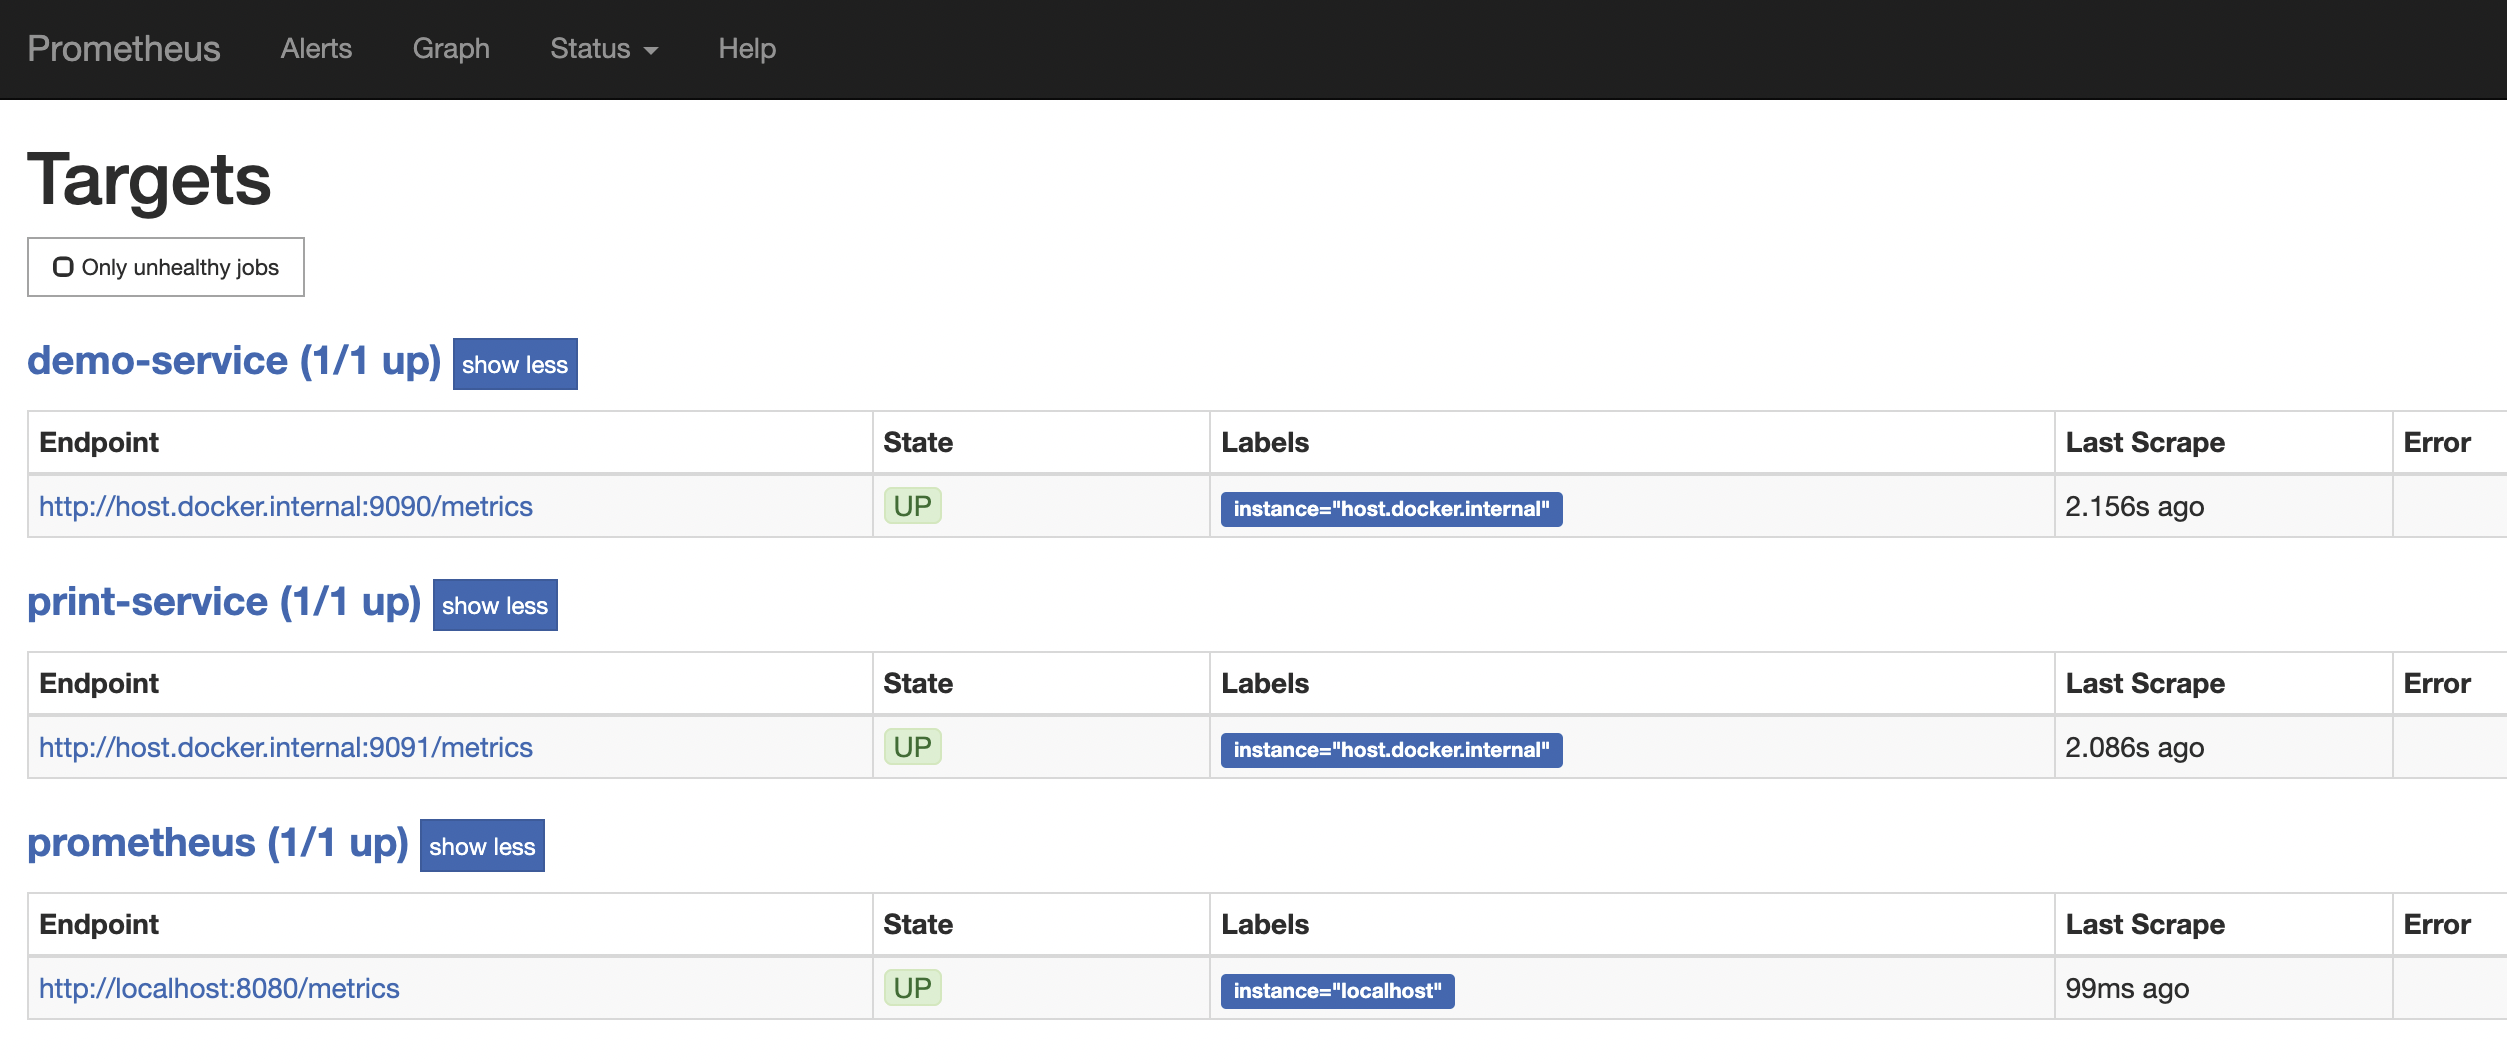 Prometheus Alerts Graph Status Help
Targets
Only unhealthy jobs
demo-service (1/1 up) show less
Endpoint State Labels Last Scrape Error
http://host.docker.internal:9090/metrics UP instance="host.docker.internal" 2.156s ago
print-service (1/1 up) show less
Endpoint State Labels Last Scrape Error
http://host.docker.internal:9091/metrics UP instance="host.docker.internal" 2.086s ago
prometheus (1/1 up) show less
Endpoint State Labels Last Scrape Error
http://localhost:8080/metrics UP instance="localhost" 99ms ago